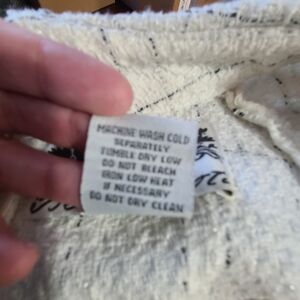 MACHINE WASH COLD
SEPARATELY
TUMBLE DRY LOW
DO NOT BLEACH
IRON LOW HEAT
IF NECESSARY
DO NOT DRY CLEAN